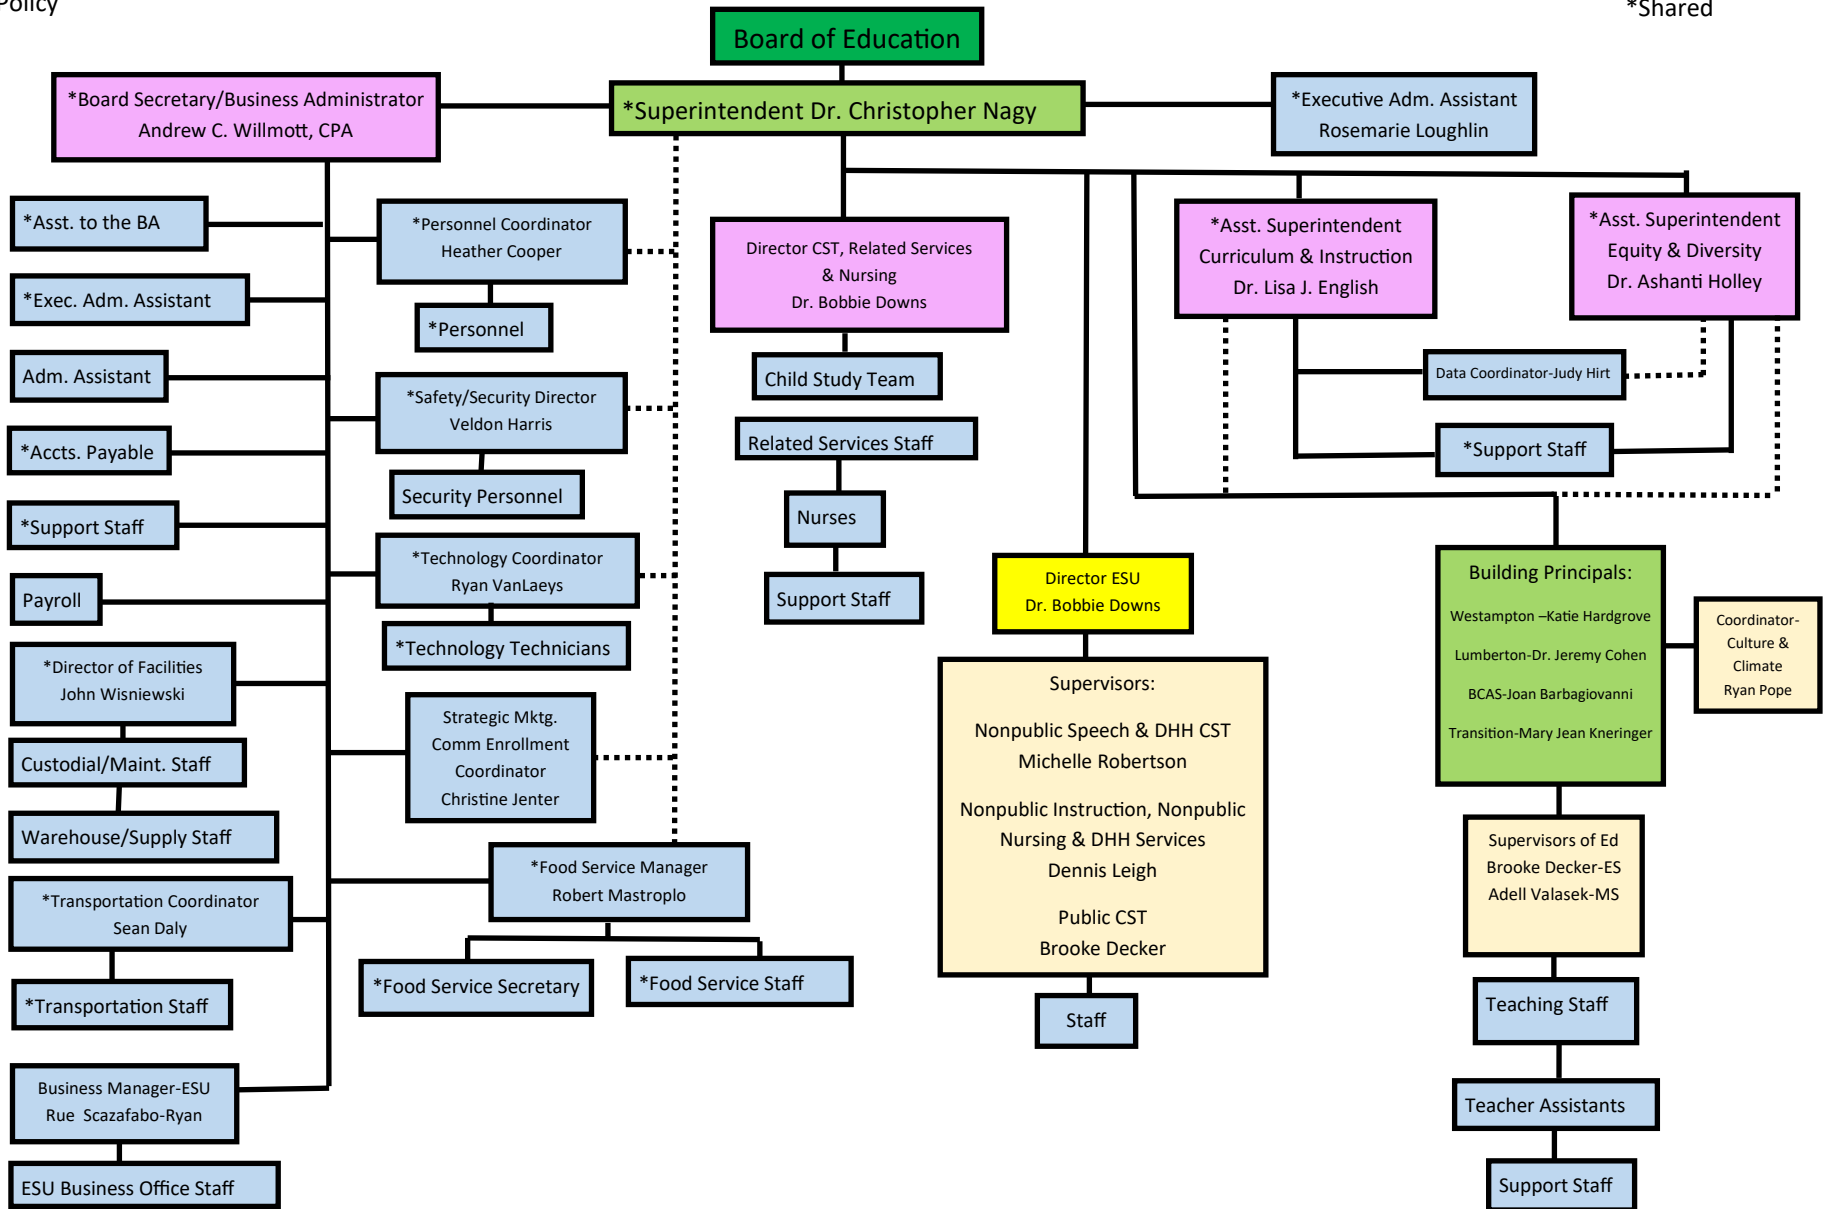 Policy
*Shared
Board of Education
*Board Secretary/Business Administrator
Andrew C. Willmott, CPA
*Superintendent Dr. Christopher Nagy
*Executive Adm. Assistant
Rosemarie Loughlin
*Asst. to the BA
*Exec. Adm. Assistant
Adm. Assistant
*Accts. Payable
*Support Staff
Payroll
*Director of Facilities
John Wisniewski
Custodial/Maint. Staff
Warehouse/Supply Staff
*Transportation Coordinator
Sean Daly
*Transportation Staff
Business Manager-ESU
Rue  Scazafabo-Ryan
ESU Business Office Staff
*Personnel Coordinator
Heather Cooper
*Personnel
*Safety/Security Director
Veldon Harris
Security Personnel
*Technology Coordinator
Ryan VanLaeys
*Technology Technicians
Strategic Mktg.
Comm Enrollment
Coordinator
Christine Jenter
*Food Service Manager
Robert Mastroplo
*Food Service Secretary
*Food Service Staff
Director CST, Related Services
& Nursing
Dr. Bobbie Downs
Child Study Team
Related Services Staff
Nurses
Support Staff
Director ESU
Dr. Bobbie Downs
Supervisors:
Nonpublic Speech & DHH CST
Michelle Robertson
Nonpublic Instruction, Nonpublic
Nursing & DHH Services
Dennis Leigh
Public CST
Brooke Decker
Staff
*Asst. Superintendent
Curriculum & Instruction
Dr. Lisa J. English
*Asst. Superintendent
Equity & Diversity
Dr. Ashanti Holley
Data Coordinator-Judy Hirt
*Support Staff
Building Principals:
Westampton –Katie Hardgrove
Lumberton-Dr. Jeremy Cohen
BCAS-Joan Barbagiovanni
Transition-Mary Jean Kneringer
Coordinator-
Culture &
Climate
Ryan Pope
Supervisors of Ed
Brooke Decker-ES
Adell Valasek-MS
Teaching Staff
Teacher Assistants
Support Staff